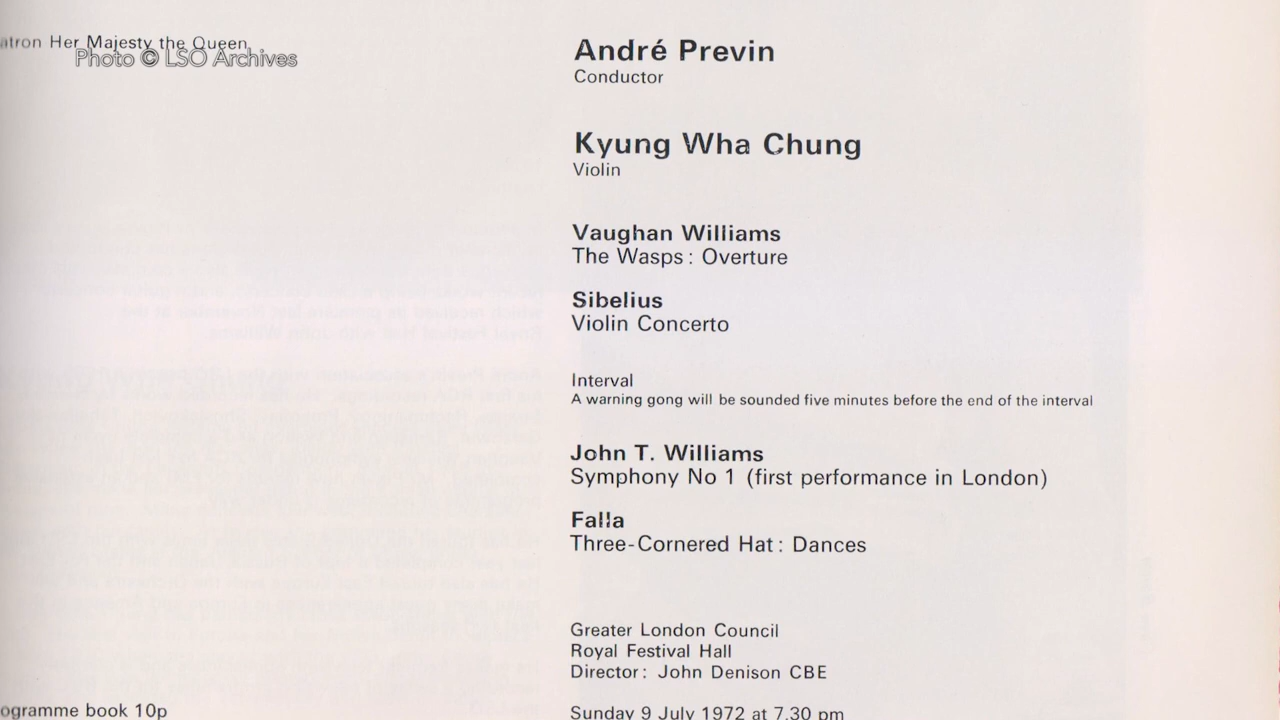 atron Her Majesty the Queen
Photo © LSO Archives
André Previn
Conductor
Kyung Wha Chung
Violin
Vaughan Williams
The Wasps : Overture
Sibelius
Violin Concerto
Interval
A warning gong will be sounded five minutes before the end of the interval
John T. Williams
Symphony No 1 (first performance in London)
Falla
Three-Cornered Hat : Dances
Greater London Council
Royal Festival Hall
Director : John Denison CBE
ogramme book 10p
Sunday 9 July 1972 at 7.30 pm